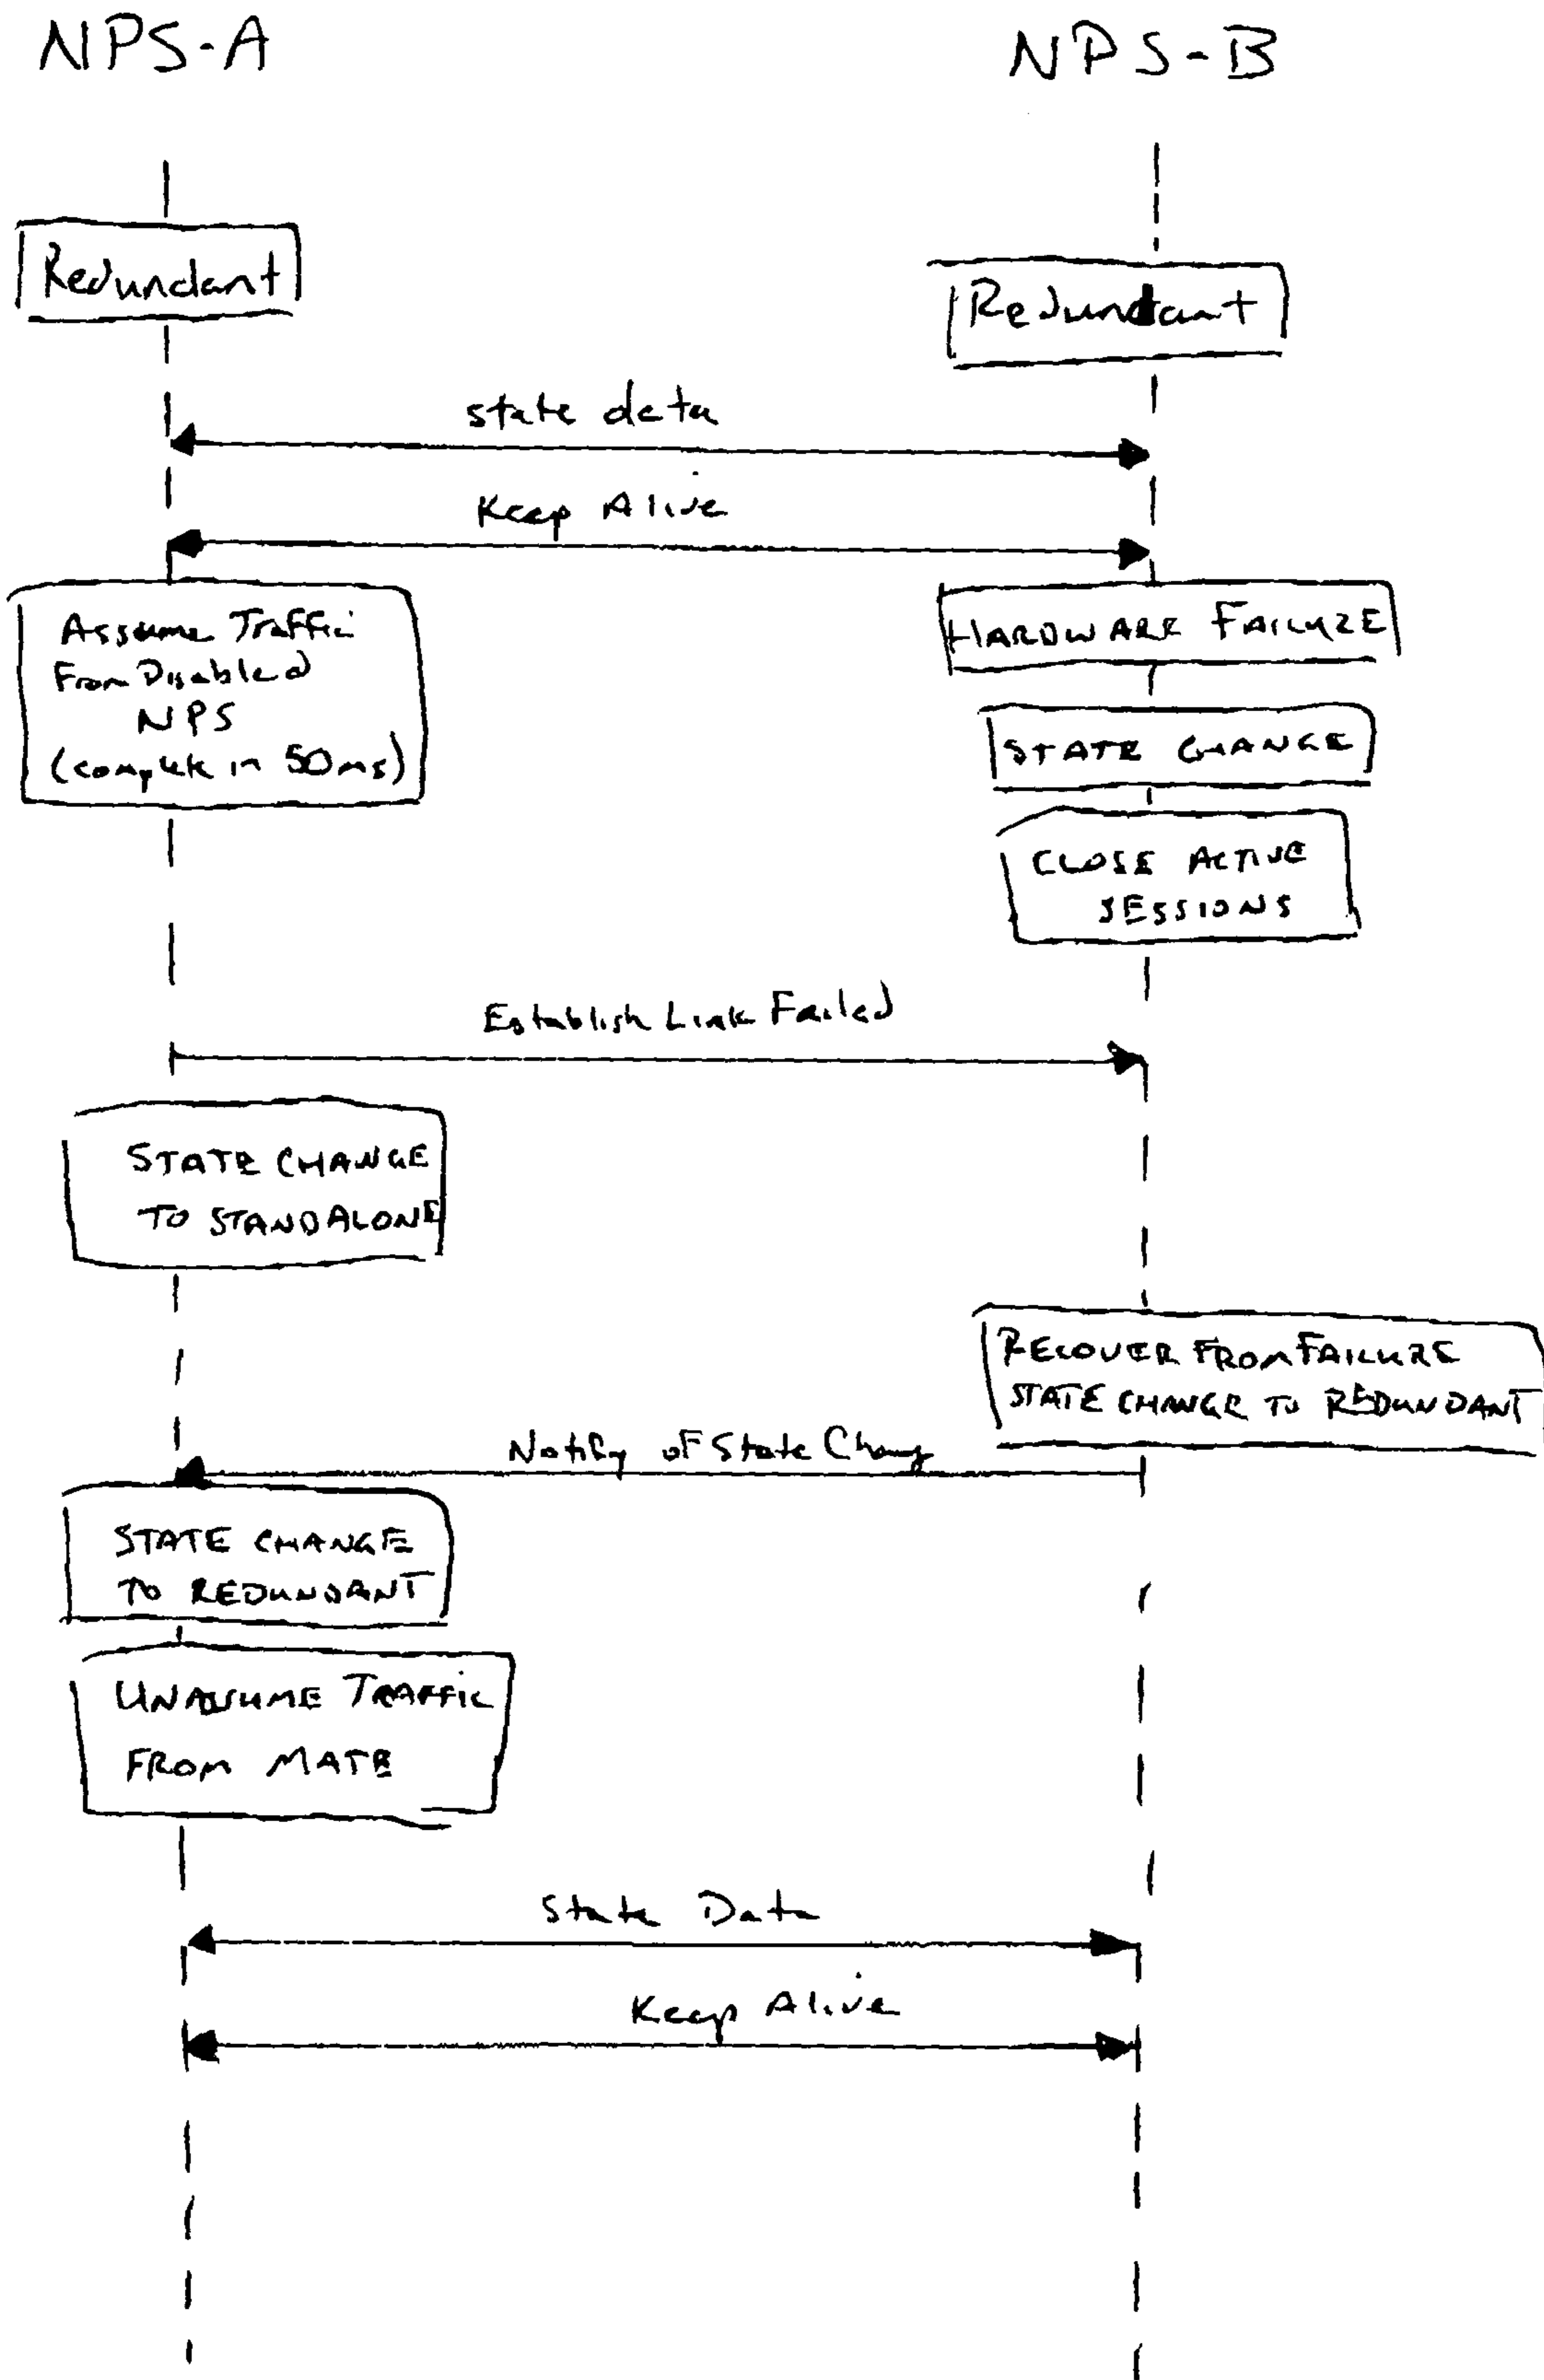 NPS-A
NPS-B
Redundant
Redundant
state data
Keep Alive
Assume Traffic
From Disabled
NPS
(complete in 50ms)
HARDWARE FAILURE
STATE CHANGE
CLOSE ACTIVE
SESSIONS
Establish Link Failed
STATE CHANGE
TO STANDALONE
RECOVER FROM FAILURE
STATE CHANGE TO REDUNDANT
Notify of State Change
STATE CHANGE
TO REDUNDANT
UNASSUME TRAFFIC
FROM MATE
State Data
Keep Alive